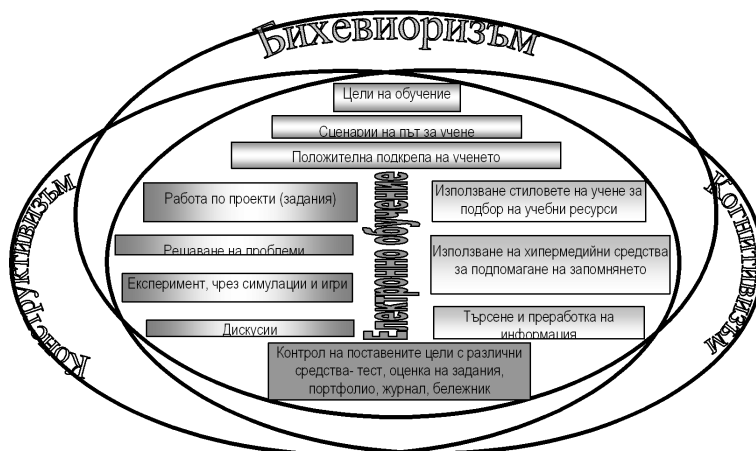 Бихевиоризъм
Цели на обучение
Сценарии на път за учене
Положителна подкрепа на ученето
Конструктивизъм
Електронно обучение
Когнитивизъм
Работа по проекти (задания)
Решаване на проблеми
Експеримент, чрез симулации и игри
Дискусии
Използване стиловете на учене за
подбор на учебни ресурси
Използване на хипермедийни средства
за подпомагане на запомнянето
Търсене и преработка на
информация
Контрол на поставените цели с различни
средства- тест, оценка на задания,
портфолио, журнал, бележник